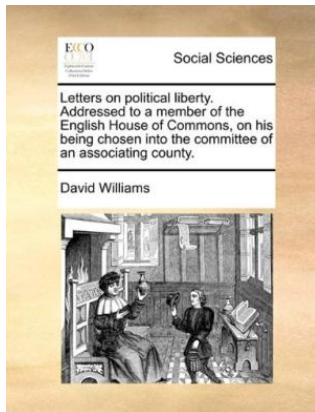 ECCO
Social Sciences
Letters on political liberty.
Addressed to a member of the
English House of Commons, on his
being chosen into the committee of
an associating county.
David Williams